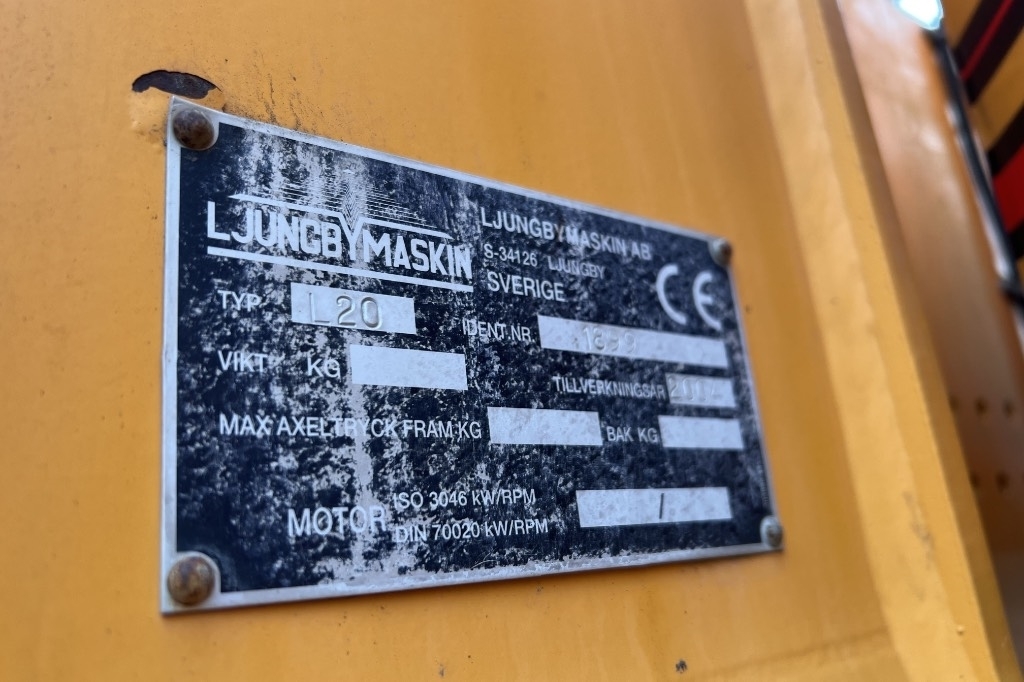 LJUNGBYMASKIN
LJUNGBYMASKIN AB
S-34126 LJUNGBY
SVERIGE
CE
TYP L20
IDENT.NR.
VIKT KG
TILLVERKNINGSÅR
MAX AXELTRYCK FRAM KG BAK KG
MOTOR ISO 3046 KW/RPM /
DIN 70020 KW/RPM